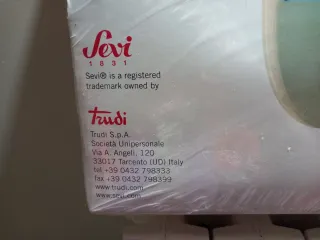 Sevi
1831
Sevi® is a registered
trademark owned by
trudi
Trudi S.p.A.
Società Unipersonale
Via A. Angeli, 120
33017 Tarcento (UD) Italy
tel +39 0432 798333
fax +39 0432 798399
www.trudi.com
www.sevi.com